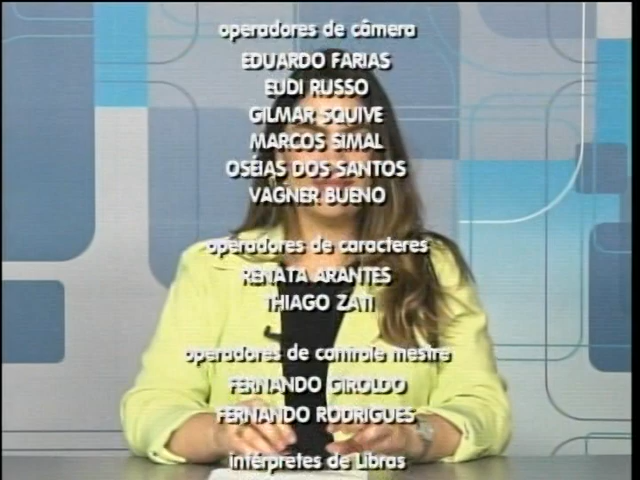 operadores de câmera
EDUARDO FARIAS
EUDI RUSSO
GILMAR SQUIVE
MARCOS SIMAL
OSÉIAS DOS SANTOS
VAGNER BUENO
operadores de caracteres
RENATA ARANTES
THIAGO ZATI
operadores de controle mestre
FERNANDO GIROLDO
FERNANDO RODRIGUES
intérpretes de Libras